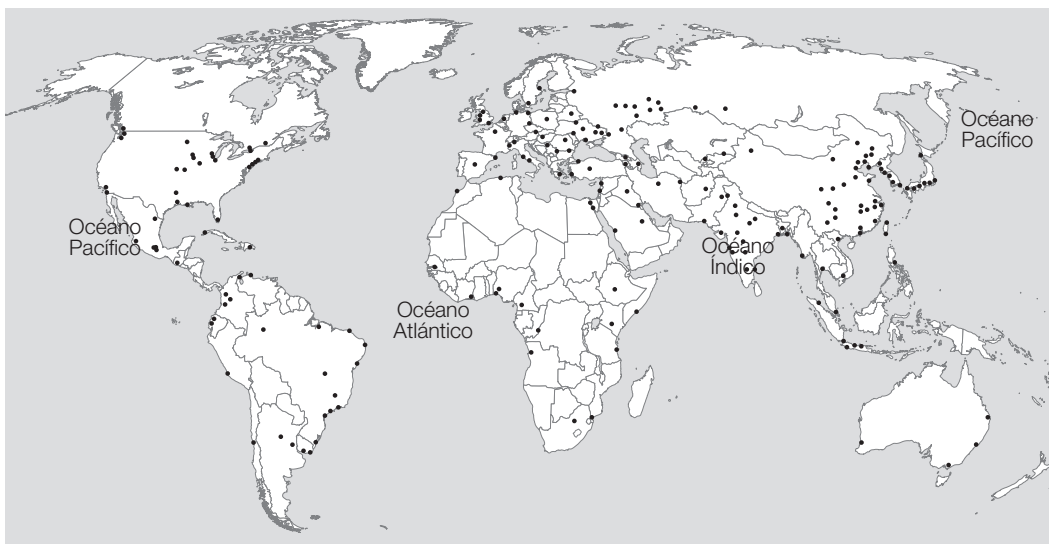 Océano
Pacífico
Océano
Pacífico
Océano
Índico
Océano
Atlántico